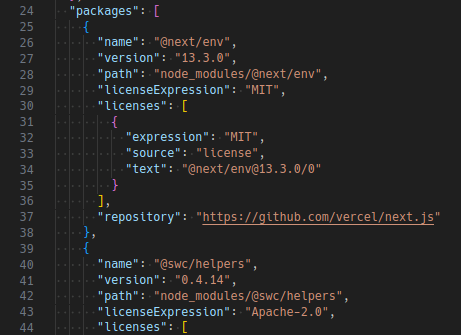 24 "packages": [
25 {
26 "name": "@next/env",
27 "version": "13.3.0",
28 "path": "node_modules/@next/env",
29 "licenseExpression": "MIT",
30 "licenses": [
31 {
32 "expression": "MIT",
33 "source": "license",
34 "text": "@next/env@13.3.0/0"
35 }
36 ],
37 "repository": "https://github.com/vercel/next.js"
38 },
39 {
40 "name": "@swc/helpers",
41 "version": "0.4.14",
42 "path": "node_modules/@swc/helpers",
43 "licenseExpression": "Apache-2.0",
44 "licenses": [